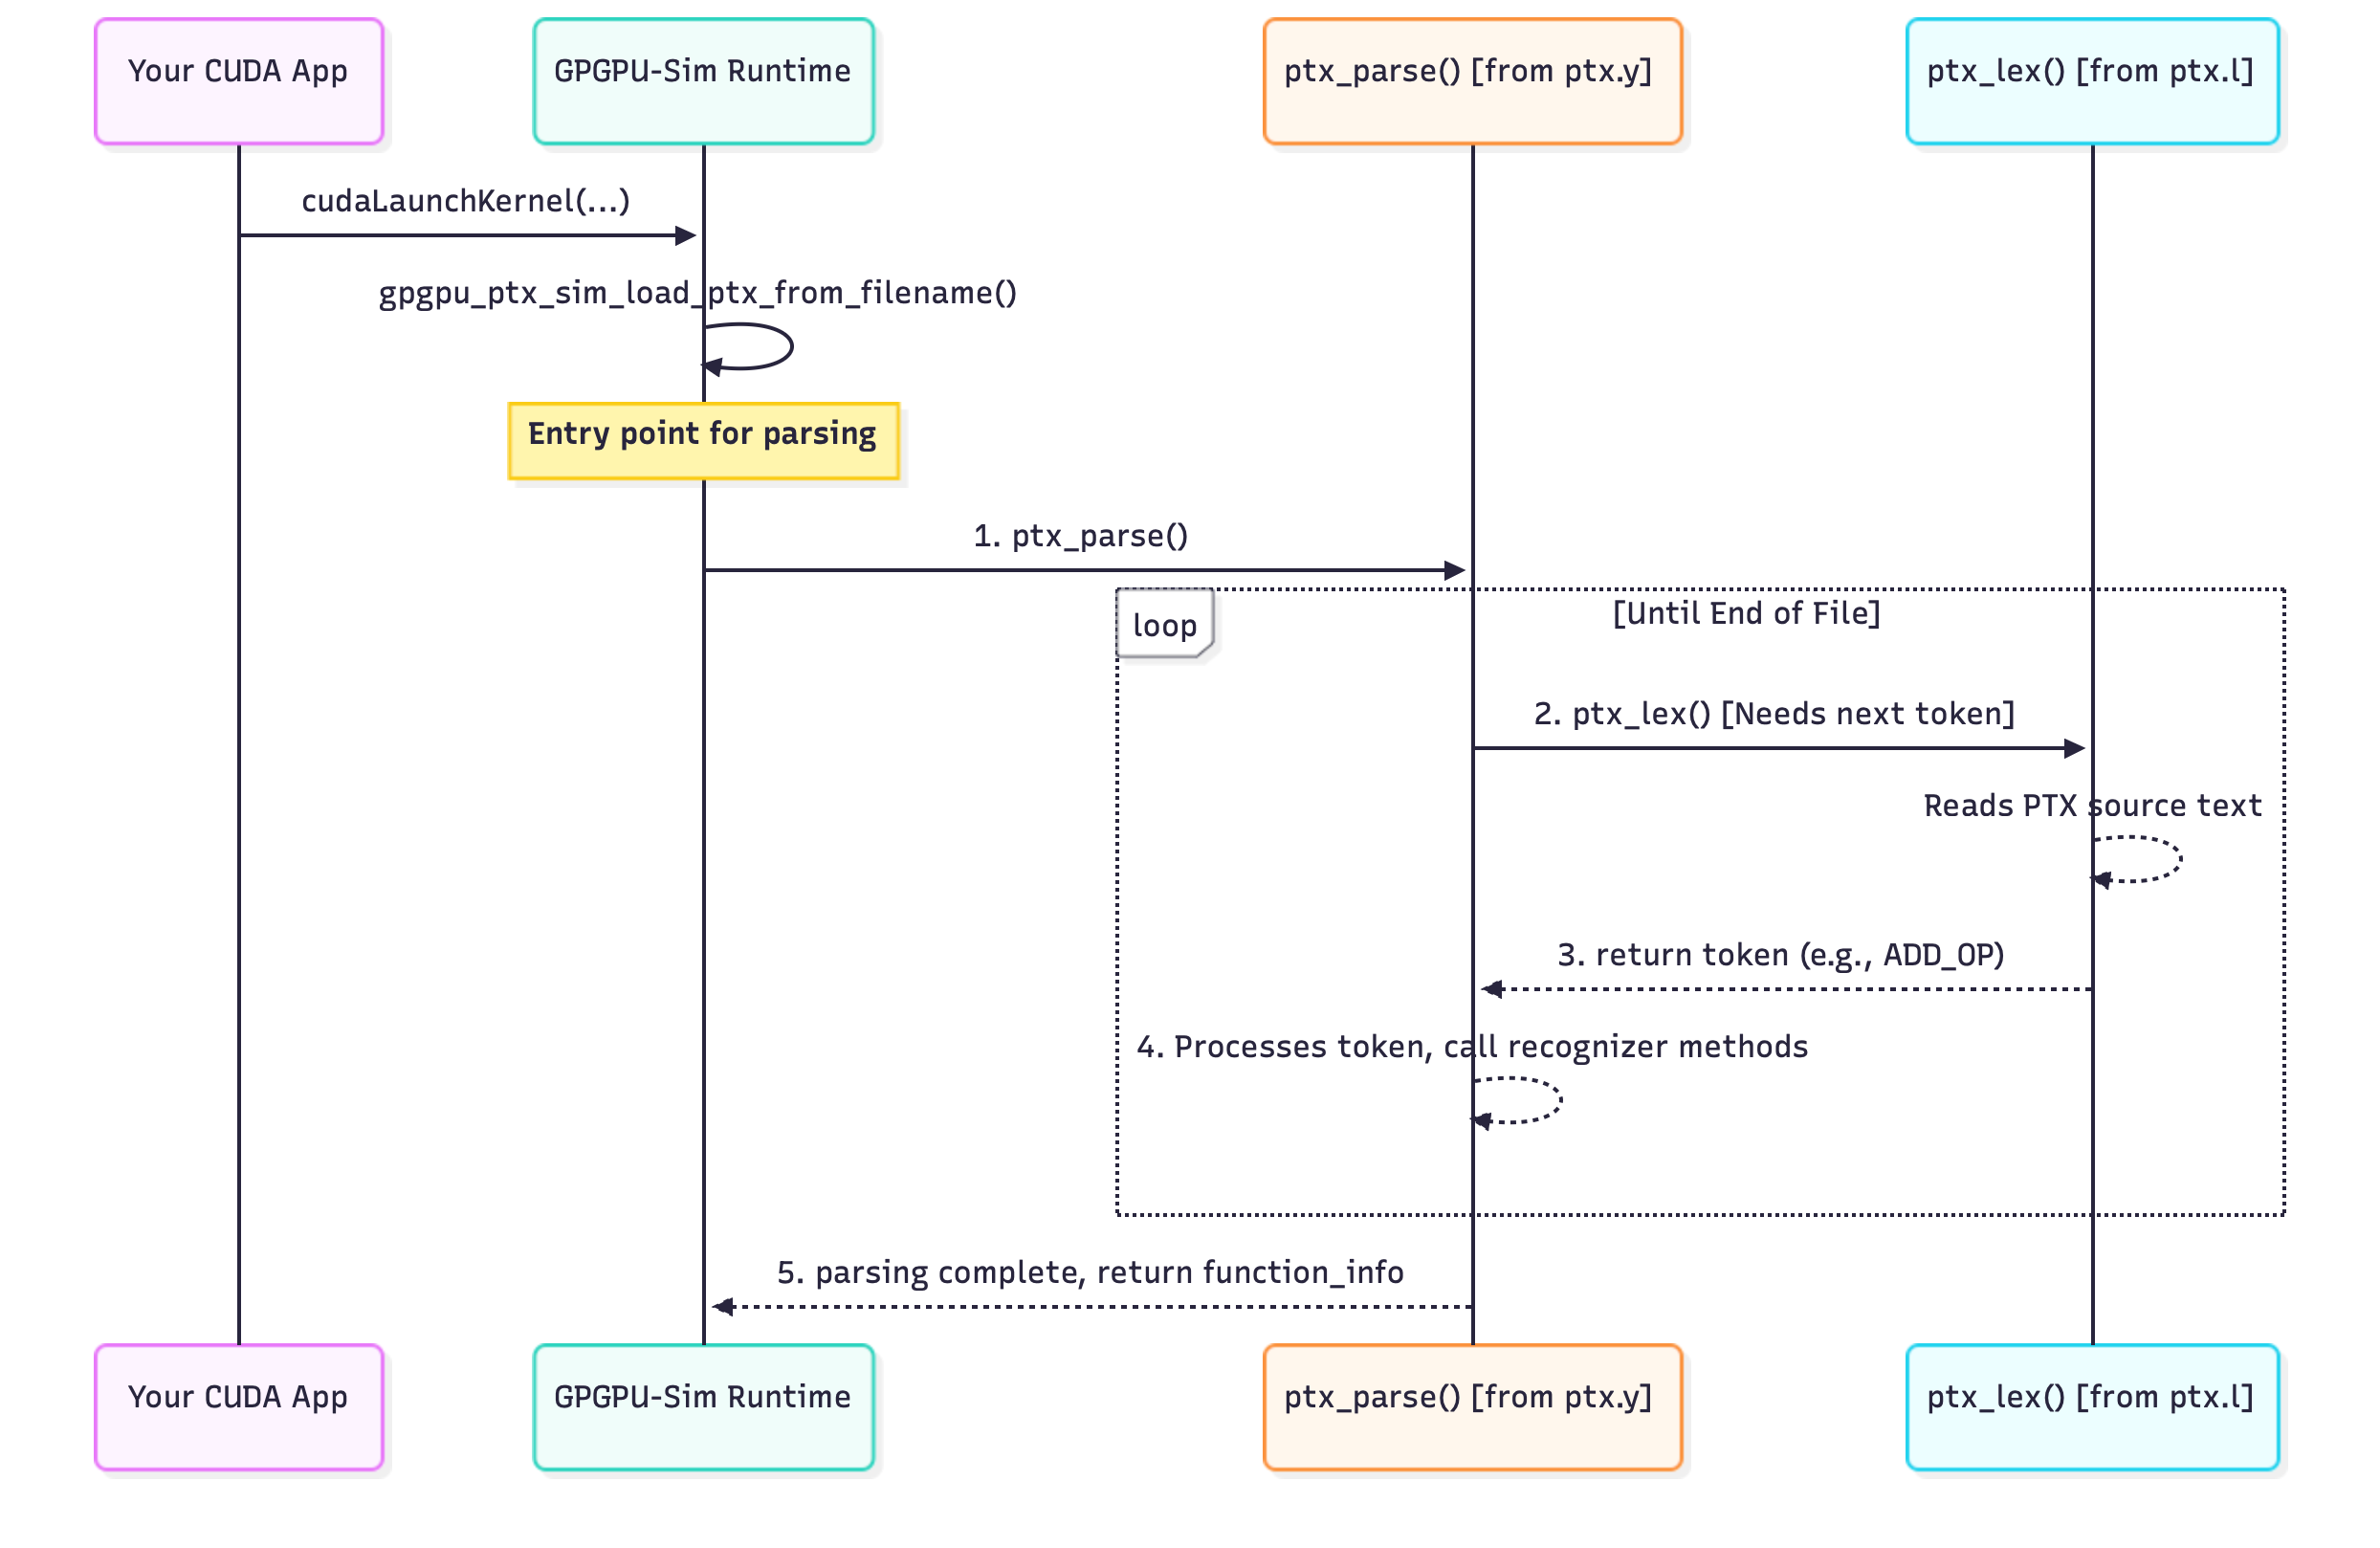 Your CUDA App
GPGPU-Sim Runtime
ptx_parse() [from ptx.y]
ptx_lex() [from ptx.l]
cudaLaunchKernel(...)
gpgpu_ptx_sim_load_ptx_from_filename()
Entry point for parsing
1. ptx_parse()
loop
[Until End of File]
2. ptx_lex() [Needs next token]
Reads PTX source text
3. return token (e.g., ADD_OP)
4. Processes token, call recognizer methods
5. parsing complete, return function_info
Your CUDA App
GPGPU-Sim Runtime
ptx_parse() [from ptx.y]
ptx_lex() [from ptx.l]